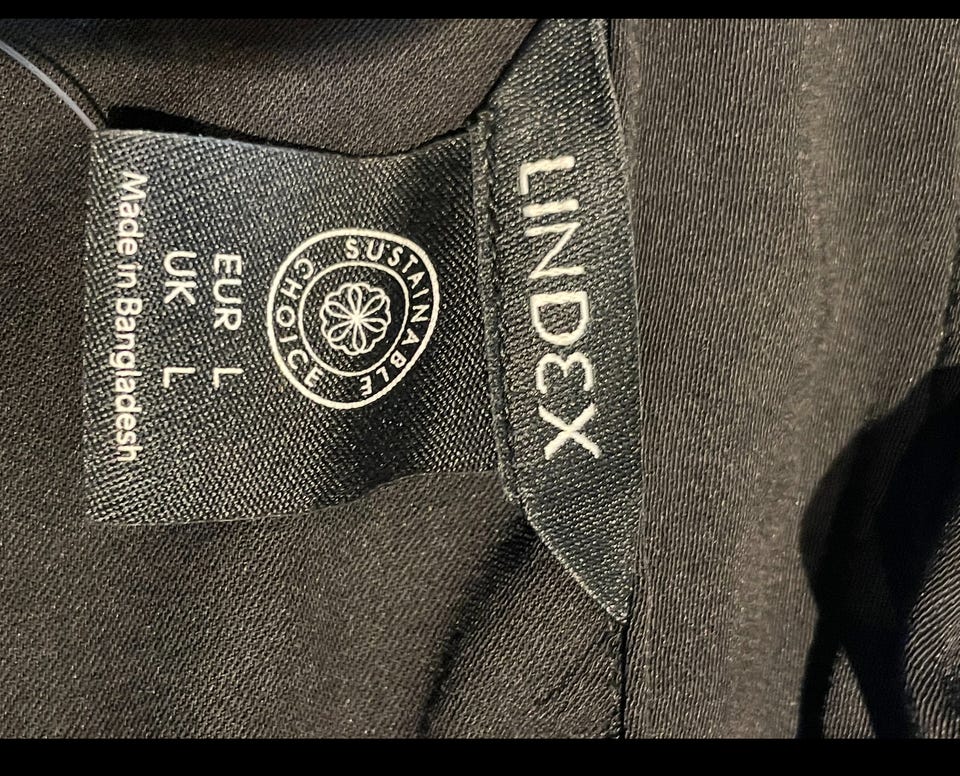 LINDEX
SUSTAINABLE
CHOICE
EUR L
UK L
Made in Bangladesh